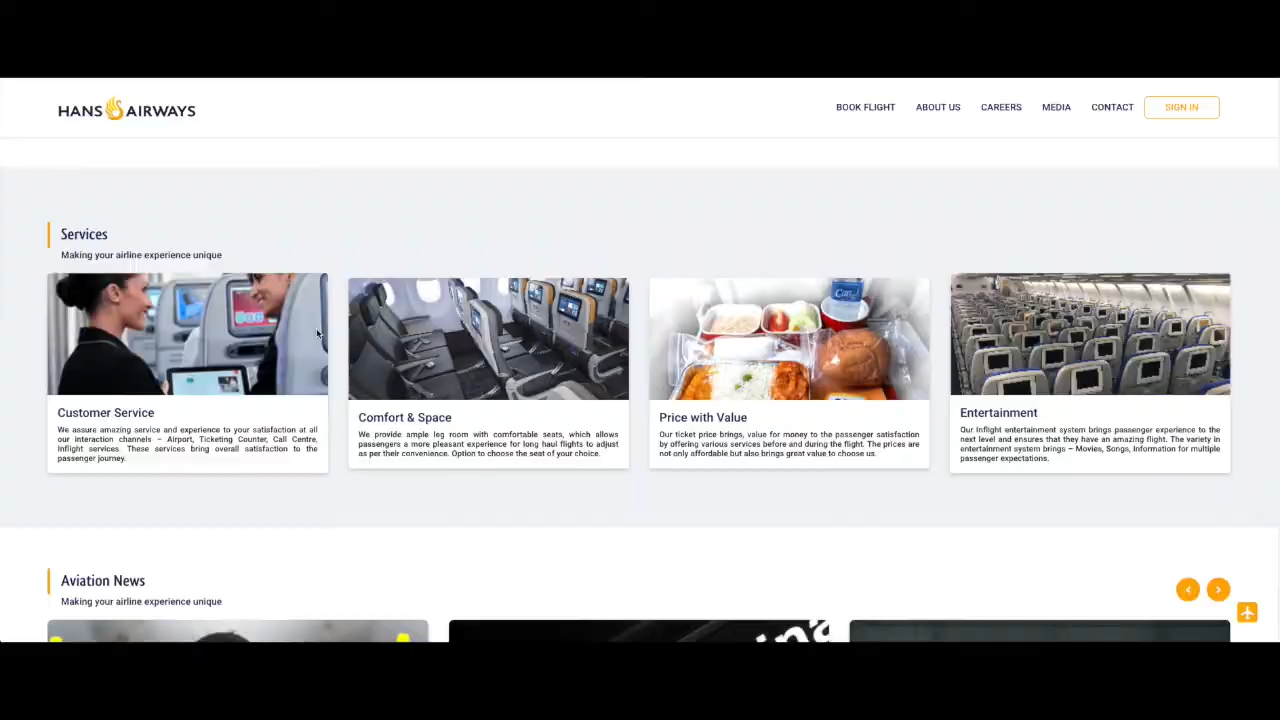 HANS AIRWAYS
BOOK FLIGHT ABOUT US CAREERS MEDIA CONTACT SIGN IN
Services
Making your airline experience unique
Customer Service
We assure amazing service and experience to your satisfaction at all
our interaction channels – Airport, Ticketing Counter, Call Centre,
Inflight services. These services bring overall satisfaction to the
passenger journey.
Comfort & Space
We provide ample leg room with comfortable seats, which allows
passengers a more pleasant experience for long haul flights to adjust
as per their convenience. Option to choose the seat of your choice.
Price with Value
Our ticket price brings, value for money to the passenger satisfaction
by offering various services before and during the flight. The prices are
not only affordable but also brings great value to choose us.
Entertainment
Our Inflight entertainment system brings passenger experience to the
next level and ensures that they have an amazing flight. The variety in
entertainment system brings – Movies, Songs, Information for multiple
passenger expectations.
Aviation News
Making your airline experience unique